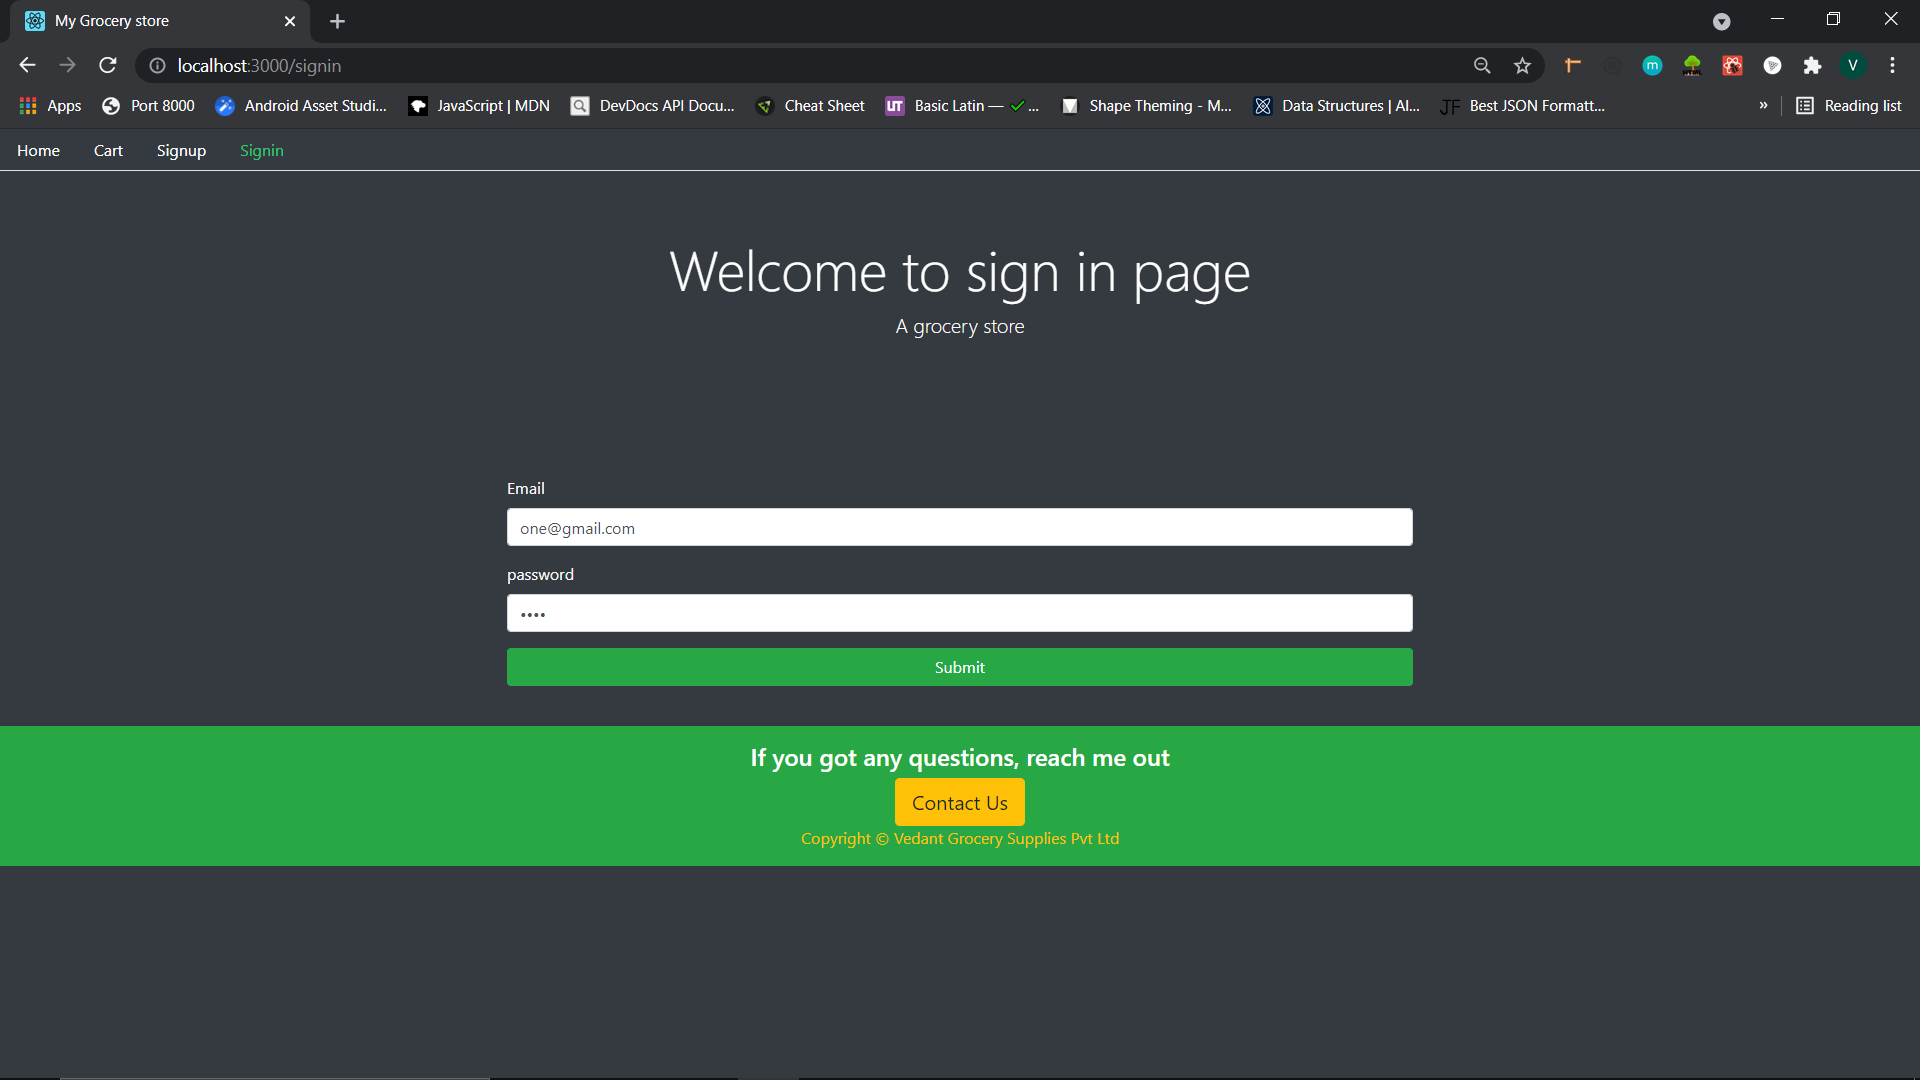 My Grocery store
localhost:3000/signin
m V
Apps Port 8000 Android Asset Studi... JavaScript | MDN DevDocs API Docu... Cheat Sheet UT Basic Latin — ✓ ... Note Shape Theming - M... Data Structures | Al... JF Best JSON Formatt... » Reading list
Home Cart Signup Signin
Welcome to sign in page
A grocery store
Email
one@gmail.com
password
••••
Submit
If you got any questions, reach me out
Contact Us
Copyright © Vedant Grocery Supplies Pvt Ltd